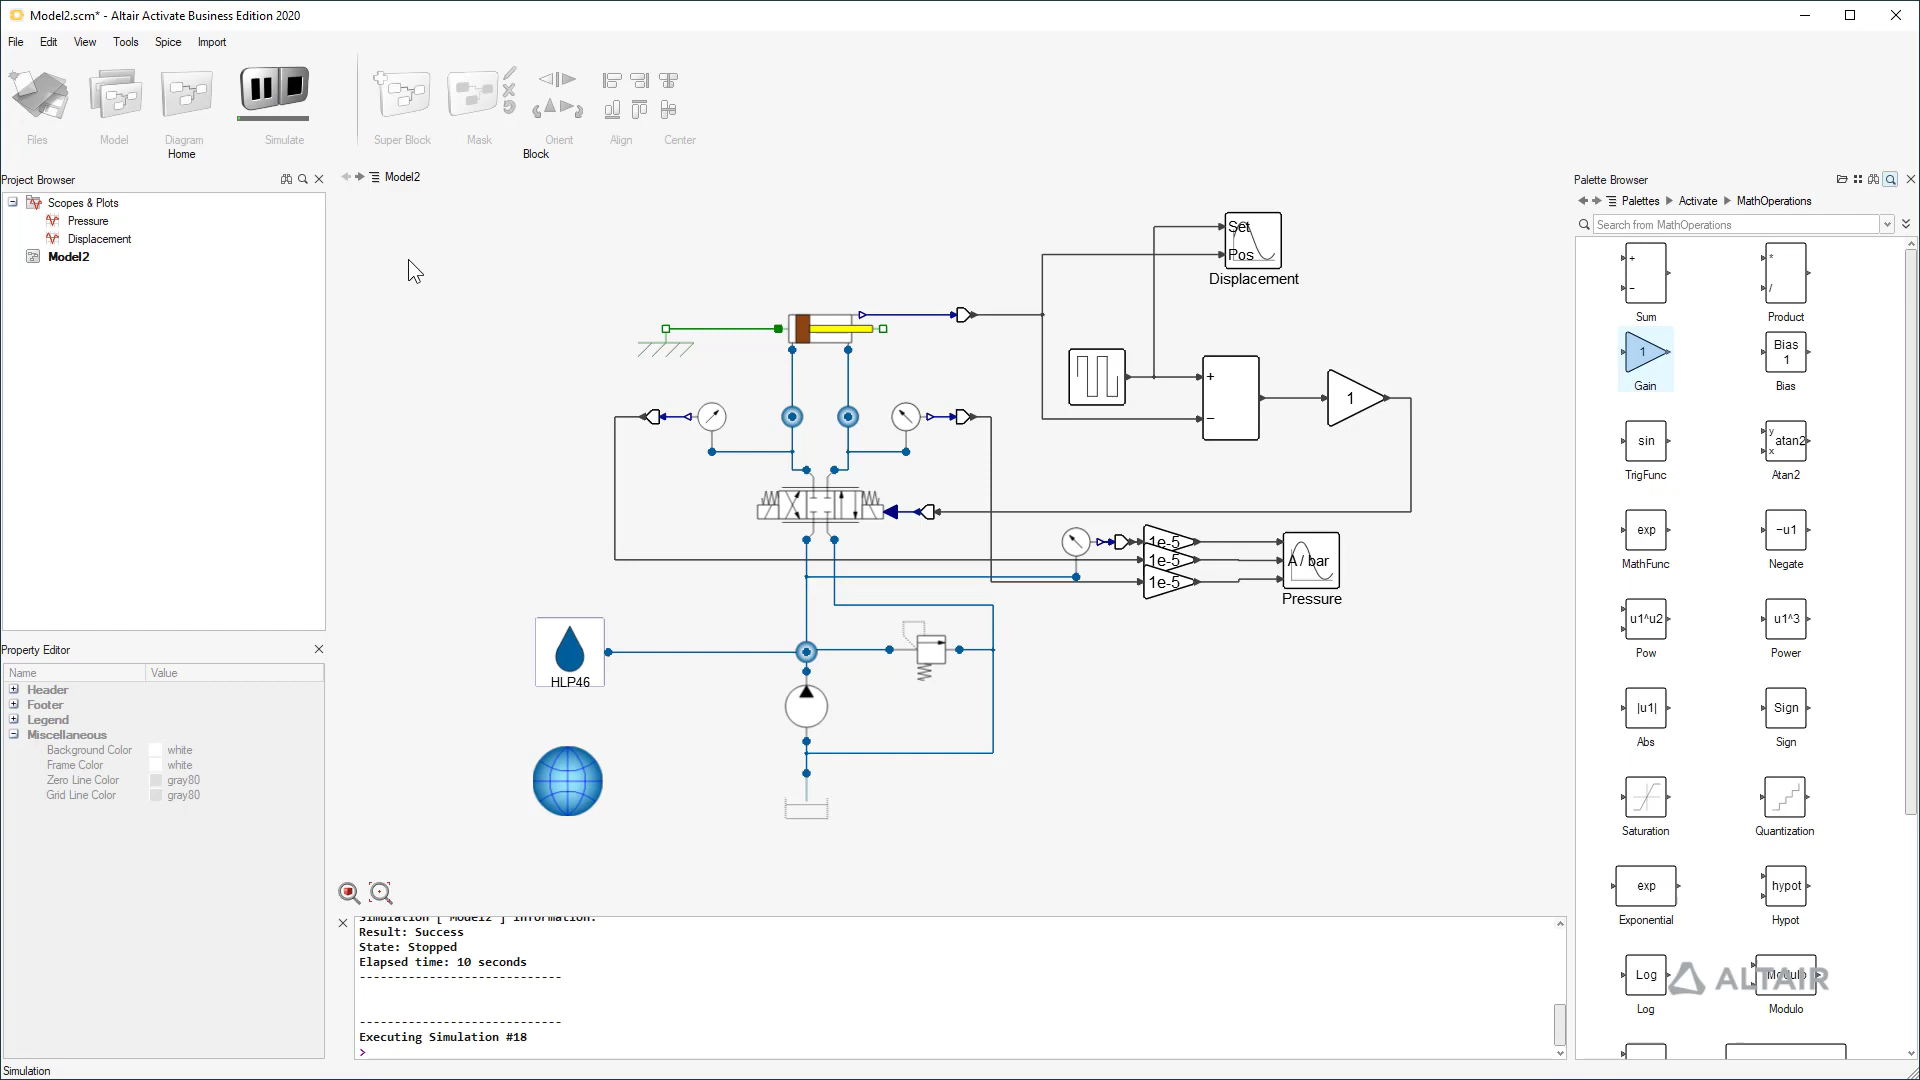 Model2.scm* - Altair Activate Business Edition 2020
File Edit View Tools Spice Import
Files Model Diagram Simulate Super Block Mask Orient Align Center
Home Block
Project Browser
Scopes & Plots
Pressure
Displacement
Model2
Model2
Set
Pos
Displacement
+
−
1
1e-5
1e-5
1e-5
A / bar
Pressure
HLP46
Property Editor
Name Value
Header
Footer
Legend
Miscellaneous
Background Color white
Frame Color white
Zero Line Color gray80
Grid Line Color gray80
Simulation [ 'Model2' ] information:
Result: Success
State: Stopped
Elapsed time: 10 seconds
----------------------------
----------------------------
Executing Simulation #18
>
Palette Browser
Palettes Activate MathOperations
Search from MathOperations
+
−
* /
Sum Product
1
Bias
1
Gain Bias
sin
y
x
atan2
TrigFunc Atan2
exp −u1
MathFunc Negate
u1^u2 u1^3
Pow Power
|u1| Sign
Abs Sign
Saturation Quantization
exp hypot
Exponential Hypot
Log Modulo
ALTAIR
Log Modulo
Simulation